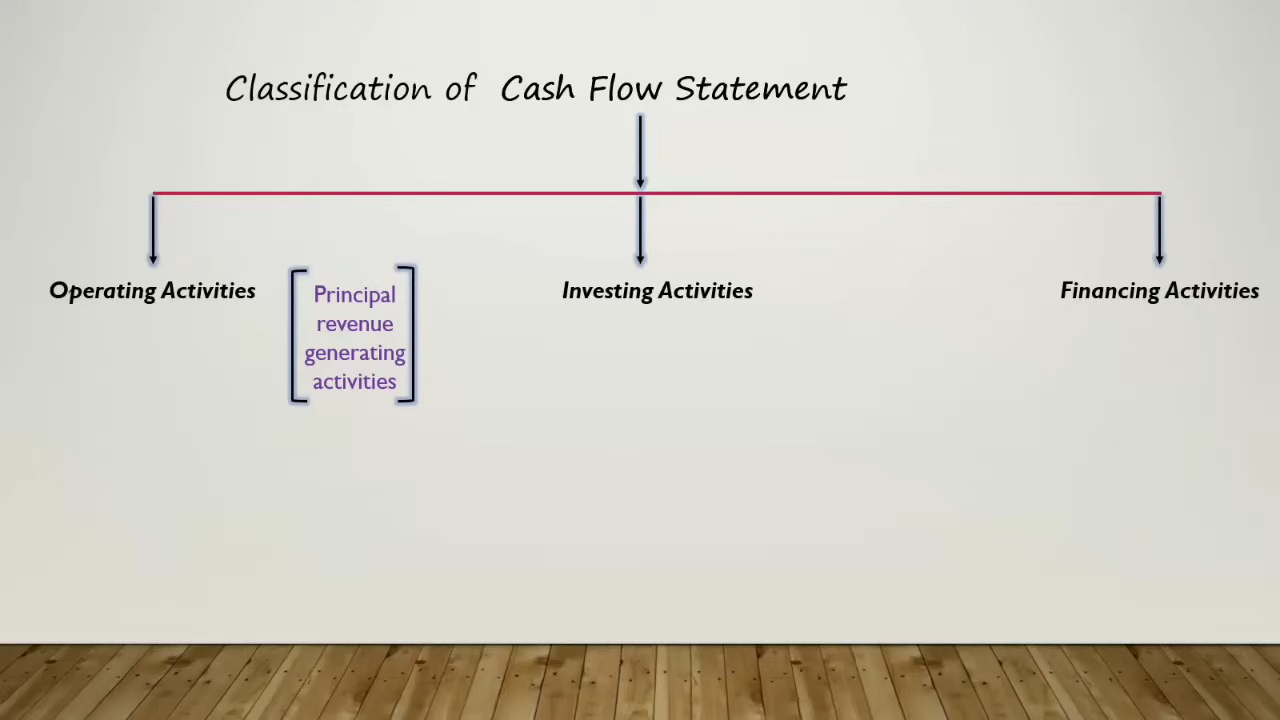 Classification of Cash Flow Statement
Operating Activities
Principal
revenue
generating
activities
Investing Activities
Financing Activities